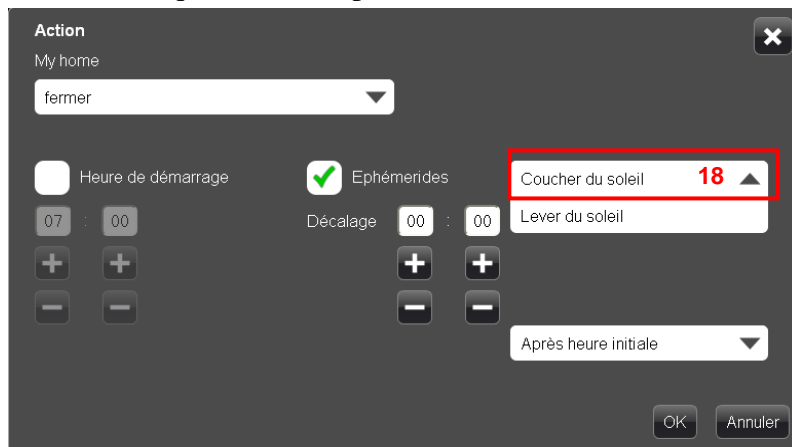 Action
My home
fermer
Heure de démarrage
Ephémerides
Coucher du soleil 18
07 : 00
Décalage 00 : 00
Lever du soleil
Après heure initiale
OK
Annuler